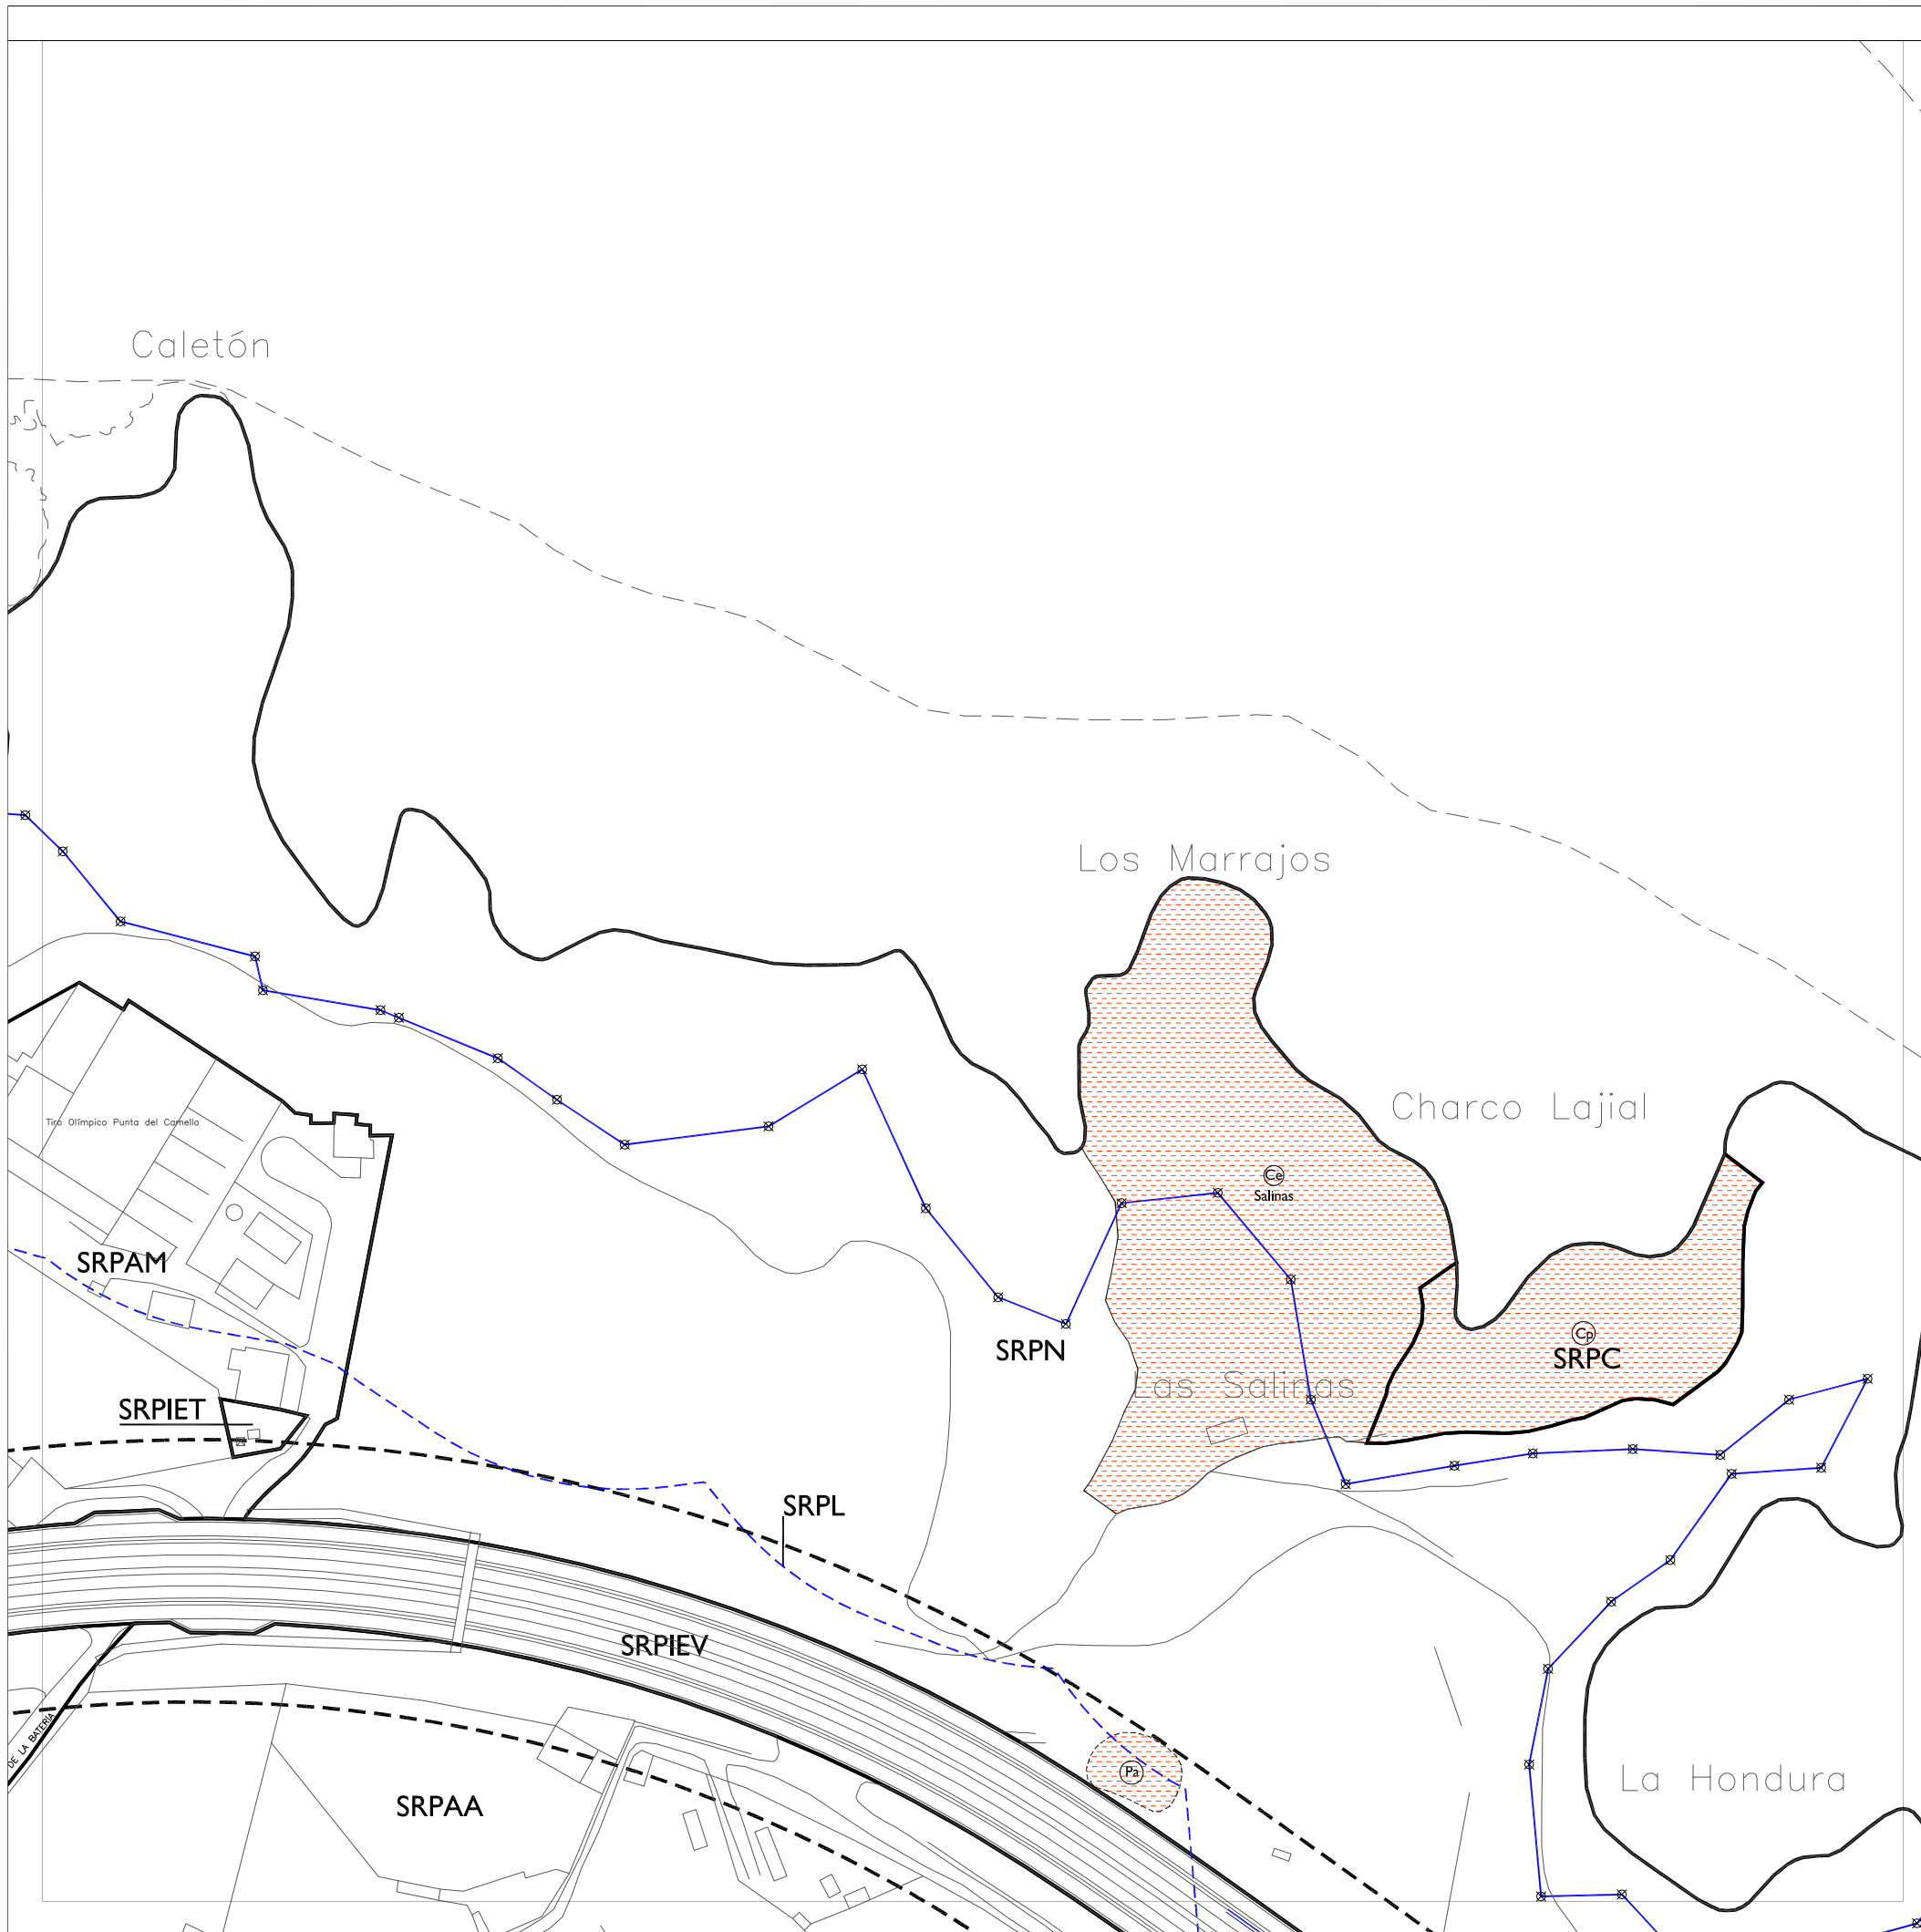 Caletón
Los Marrajos
Charco Lajial
Tiro Olímpico Punta del Camello
Ce
Salinas
SRPAM
Cp
SRPN
SRPC
Las Salinas
SRPIET
SRPL
SRPIEV
DE LA BATERÍA
Pa
La Hondura
SRPAA